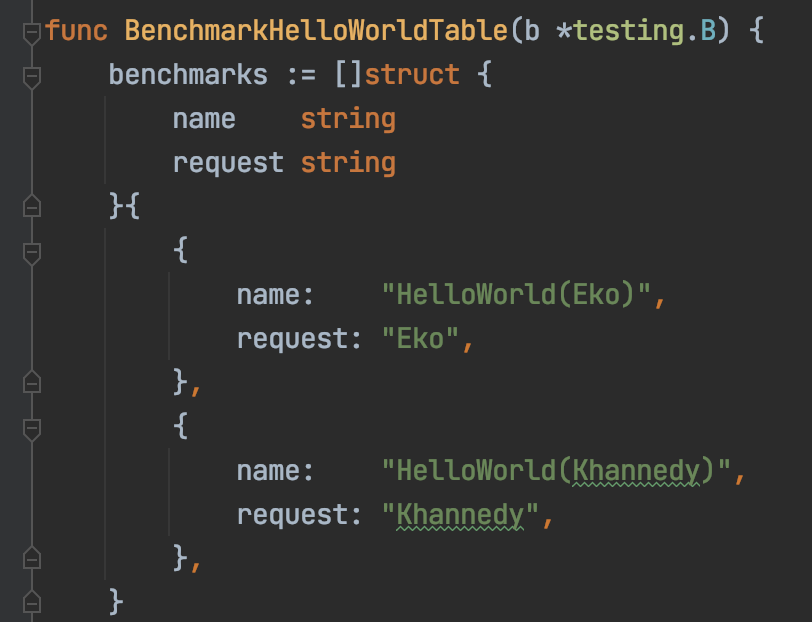 func BenchmarkHelloWorldTable(b *testing.B) {
    benchmarks := []struct {
        name    string
        request string
    }{
        {
            name:    "HelloWorld(Eko)",
            request: "Eko",
        },
        {
            name:    "HelloWorld(Khannedy)",
            request: "Khannedy",
        },
    }